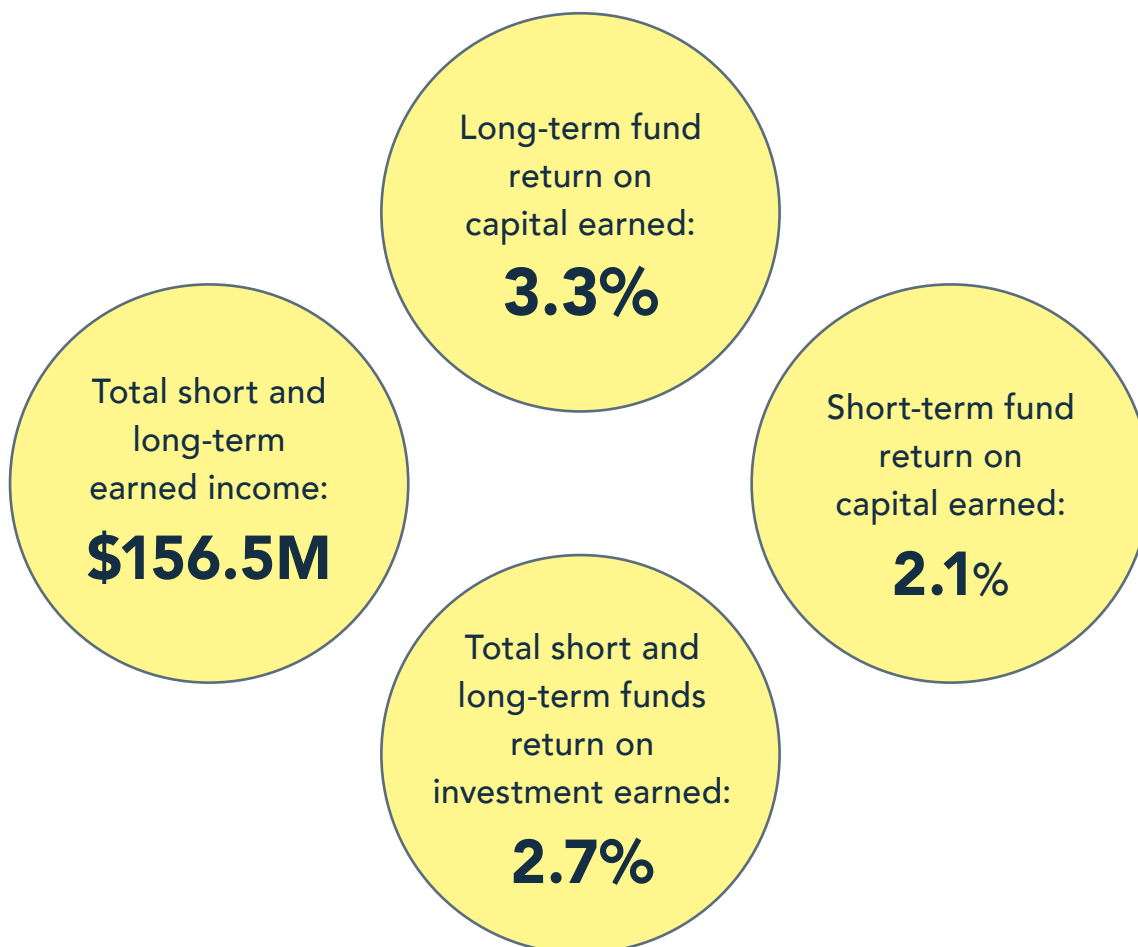 Long-term fund
return on
capital earned:
3.3%
Total short and
long-term
earned income:
$156.5M
Short-term fund
return on
capital earned:
2.1%
Total short and
long-term funds
return on
investment earned:
2.7%